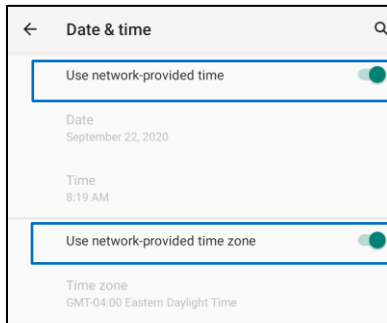 Date & time
Use network-provided time
Date
September 22, 2020
Time
8:19 AM
Use network-provided time zone
Time zone
GMT-04:00 Eastern Daylight Time